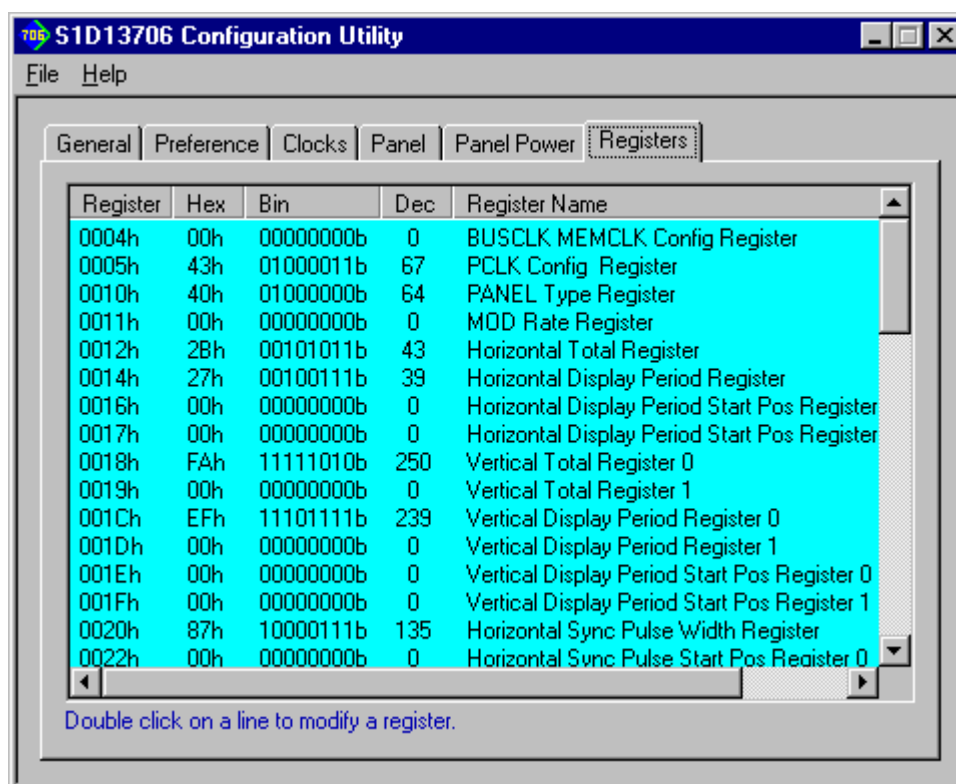 706 S1D13706 Configuration Utility
File Help
General Preference Clocks Panel Panel Power Registers
Register Hex Bin Dec Register Name
0004h 00h 00000000b 0 BUSCLK MEMCLK Config Register
0005h 43h 01000011b 67 PCLK Config Register
0010h 40h 01000000b 64 PANEL Type Register
0011h 00h 00000000b 0 MOD Rate Register
0012h 2Bh 00101011b 43 Horizontal Total Register
0014h 27h 00100111b 39 Horizontal Display Period Register
0016h 00h 00000000b 0 Horizontal Display Period Start Pos Register
0017h 00h 00000000b 0 Horizontal Display Period Start Pos Register
0018h FAh 11111010b 250 Vertical Total Register 0
0019h 00h 00000000b 0 Vertical Total Register 1
001Ch EFh 11101111b 239 Vertical Display Period Register 0
001Dh 00h 00000000b 0 Vertical Display Period Register 1
001Eh 00h 00000000b 0 Vertical Display Period Start Pos Register 0
001Fh 00h 00000000b 0 Vertical Display Period Start Pos Register 1
0020h 87h 10000111b 135 Horizontal Sync Pulse Width Register
0022h 00h 00000000b 0 Horizontal Sync Pulse Start Pos Register 0
Double click on a line to modify a register.